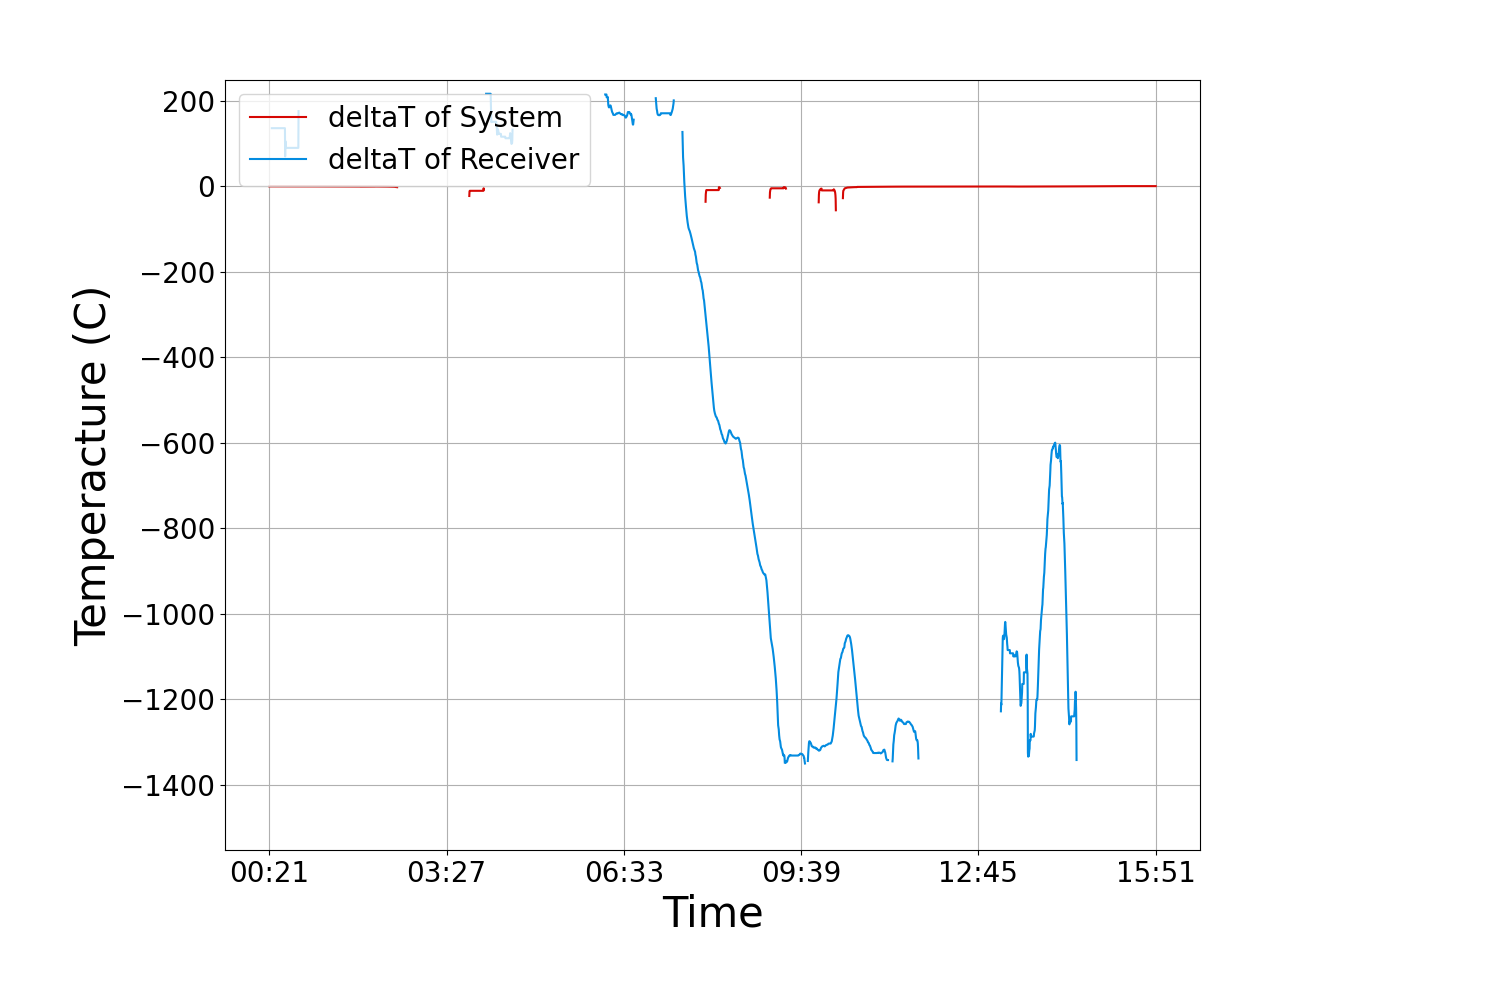 deltaT of System
deltaT of Receiver
200
0
−200
−400
−600
−800
−1000
−1200
−1400
Temperacture (C)
00:21 03:27 06:33 09:39 12:45 15:51
Time